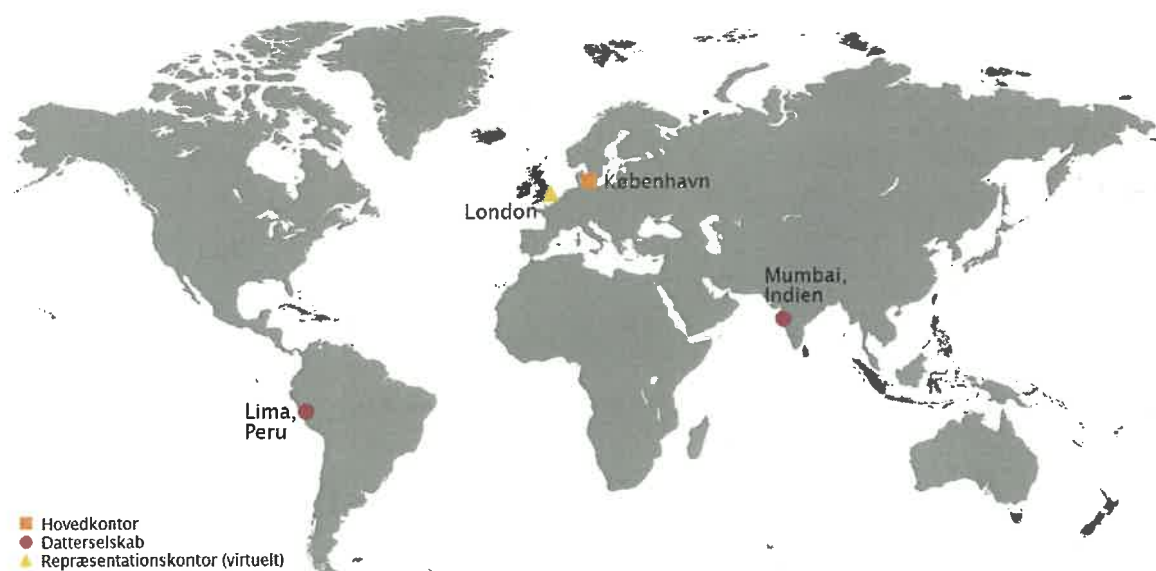 København
London
Mumbai,
Indien
Lima,
Peru
Hovedkontor
Datterselskab
Repræsentationskontor (virtuelt)